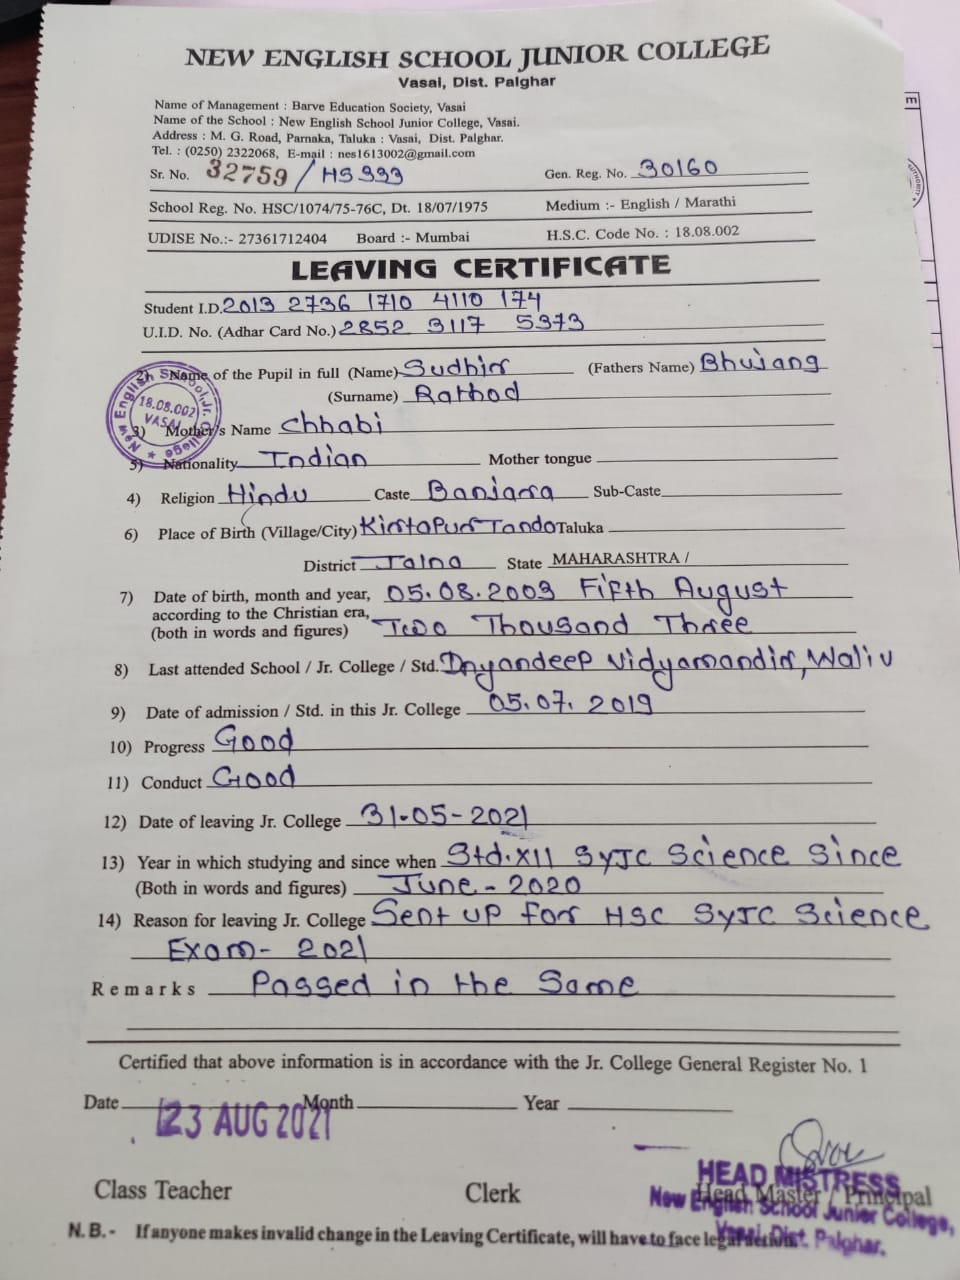 NEW ENGLISH SCHOOL JUNIOR COLLEGE
Vasai, Dist. Palghar
Name of Management : Barve Education Society, Vasai
Name of the School : New English School Junior College, Vasai.
Address : M. G. Road, Parnaka, Taluka : Vasai, Dist. Palghar.
Tel. : (0250) 2322068, E-mail : nes1613002@gmail.com
Sr. No. 32759 / HS 333 Gen. Reg. No. 30160
School Reg. No. HSC/1074/75-76C, Dt. 18/07/1975 Medium :- English / Marathi
UDISE No.:- 27361712404 Board :- Mumbai H.S.C. Code No. : 18.08.002
LEAVING CERTIFICATE
Student I.D. 2013 2736 1710 4110 174
U.I.D. No. (Adhar Card No.) 2852 3117 5373
2) Name of the Pupil in full (Name) Sudhir (Fathers Name) Bhujang
(Surname) Rathod
New English School, Jr. College
18.08.002
VASAI
3) Mother's Name Chhabi
5) Nationality Indian Mother tongue
4) Religion Hindu Caste Banjara Sub-Caste
6) Place of Birth (Village/City) Kirtapur Tando Taluka
District Jalna State MAHARASHTRA /
7) Date of birth, month and year, 05.08.2003 Fifth August
according to the Christian era,
(both in words and figures) Two Thousand Three
8) Last attended School / Jr. College / Std. Dnyandeep Vidyamandir, Waliv
9) Date of admission / Std. in this Jr. College 05.07.2019
10) Progress Good
11) Conduct Good
12) Date of leaving Jr. College 31-05-2021
13) Year in which studying and since when Std.XII SYJC Science Since
(Both in words and figures) June - 2020
14) Reason for leaving Jr. College Sent up for HSC SYJC Science
Exam - 2021
Remarks Passed in the Same
Certified that above information is in accordance with the Jr. College General Register No. 1
Date Month Year
23 AUG 2021
HEAD MISTRESS
Class Teacher Clerk Head Master / Principal
New English School Junior College,
Vasai, Dist. Palghar.
N.B.- If anyone makes invalid change in the Leaving Certificate, will have to face legal action.